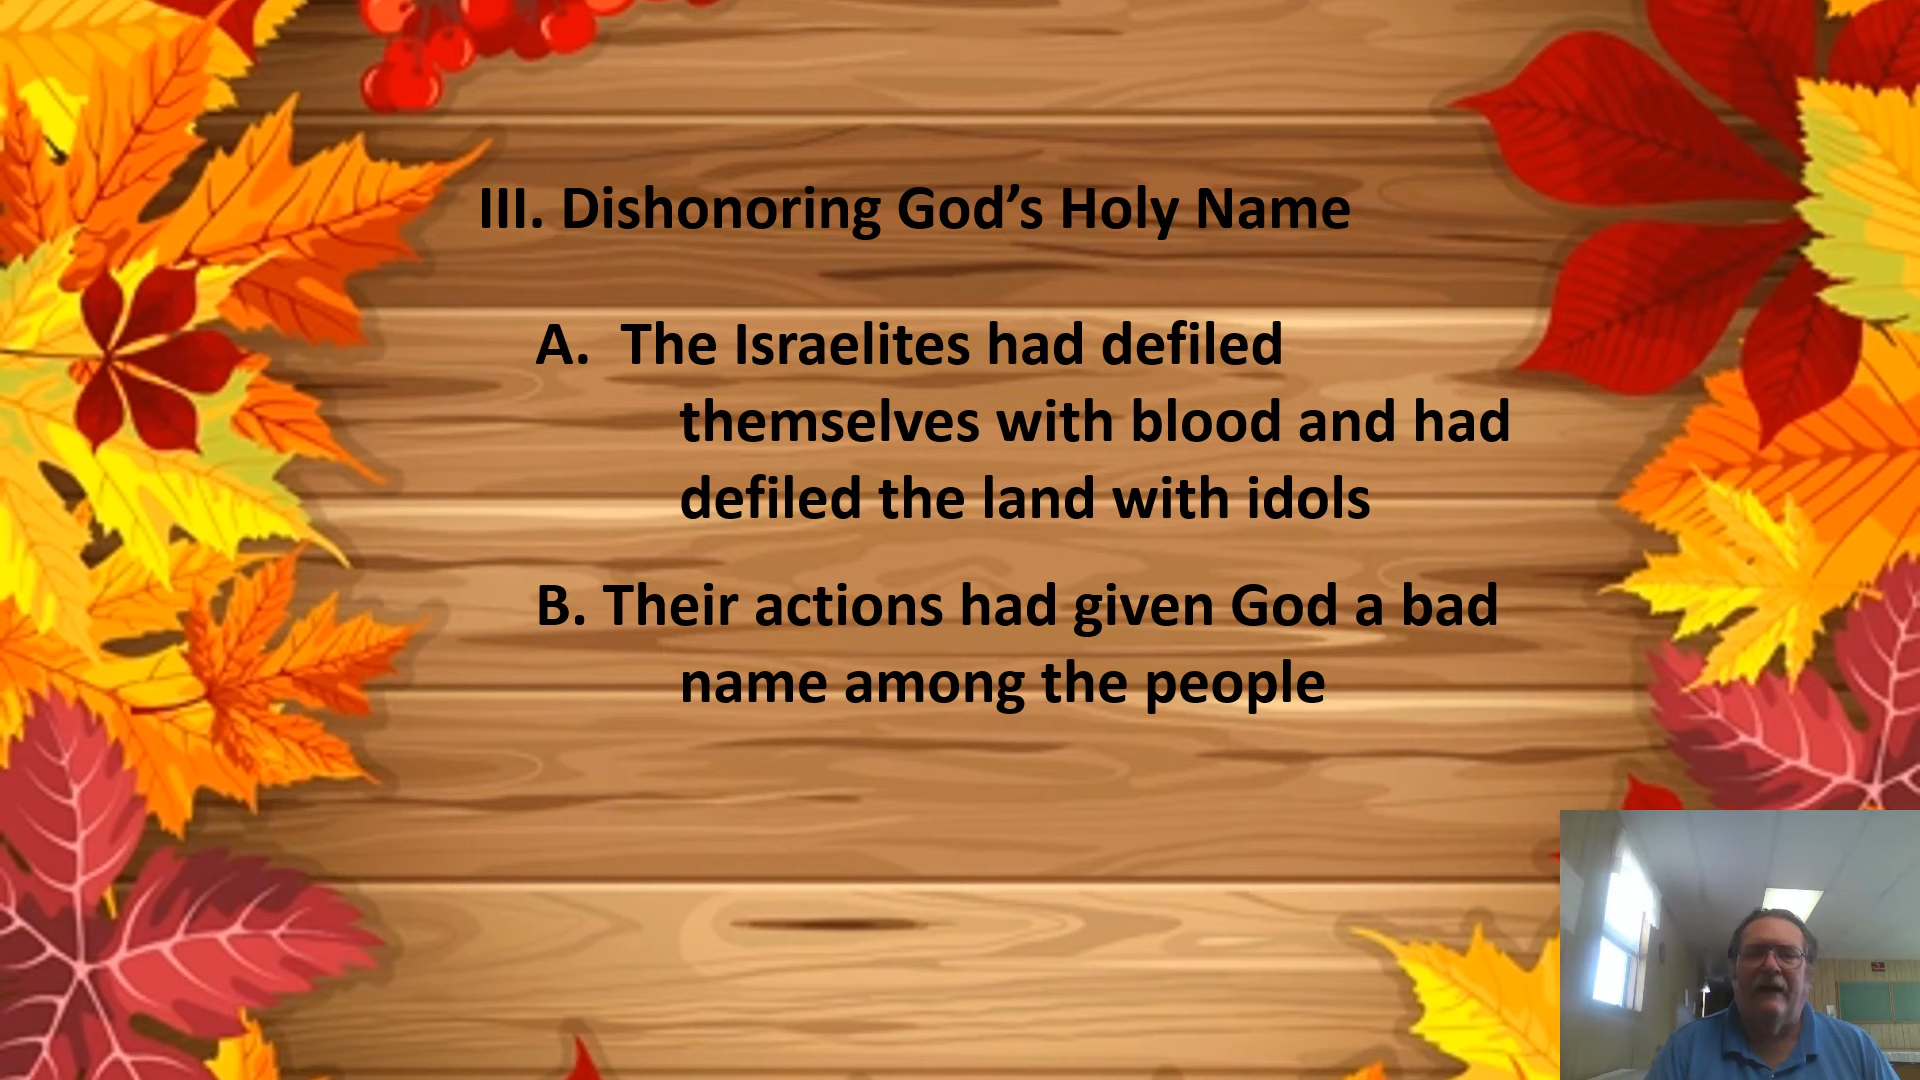 III. Dishonoring God’s Holy Name
A. The Israelites had defiled
themselves with blood and had
defiled the land with idols
B. Their actions had given God a bad
name among the people